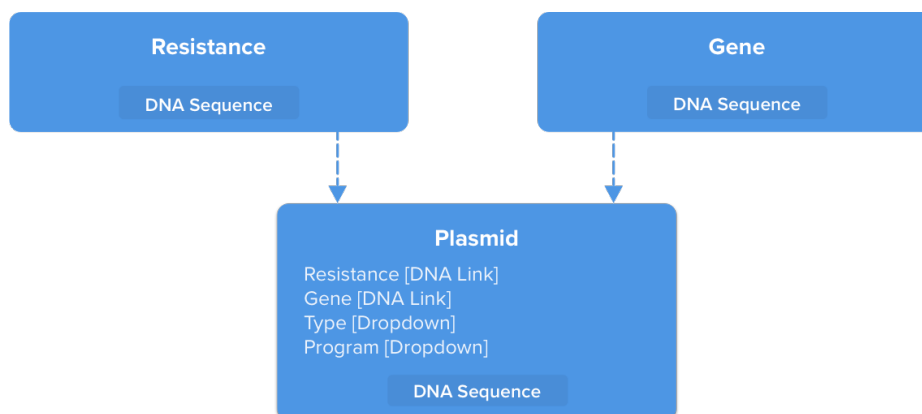 Resistance
DNA Sequence
Gene
DNA Sequence
Plasmid
Resistance [DNA Link]
Gene [DNA Link]
Type [Dropdown]
Program [Dropdown]
DNA Sequence